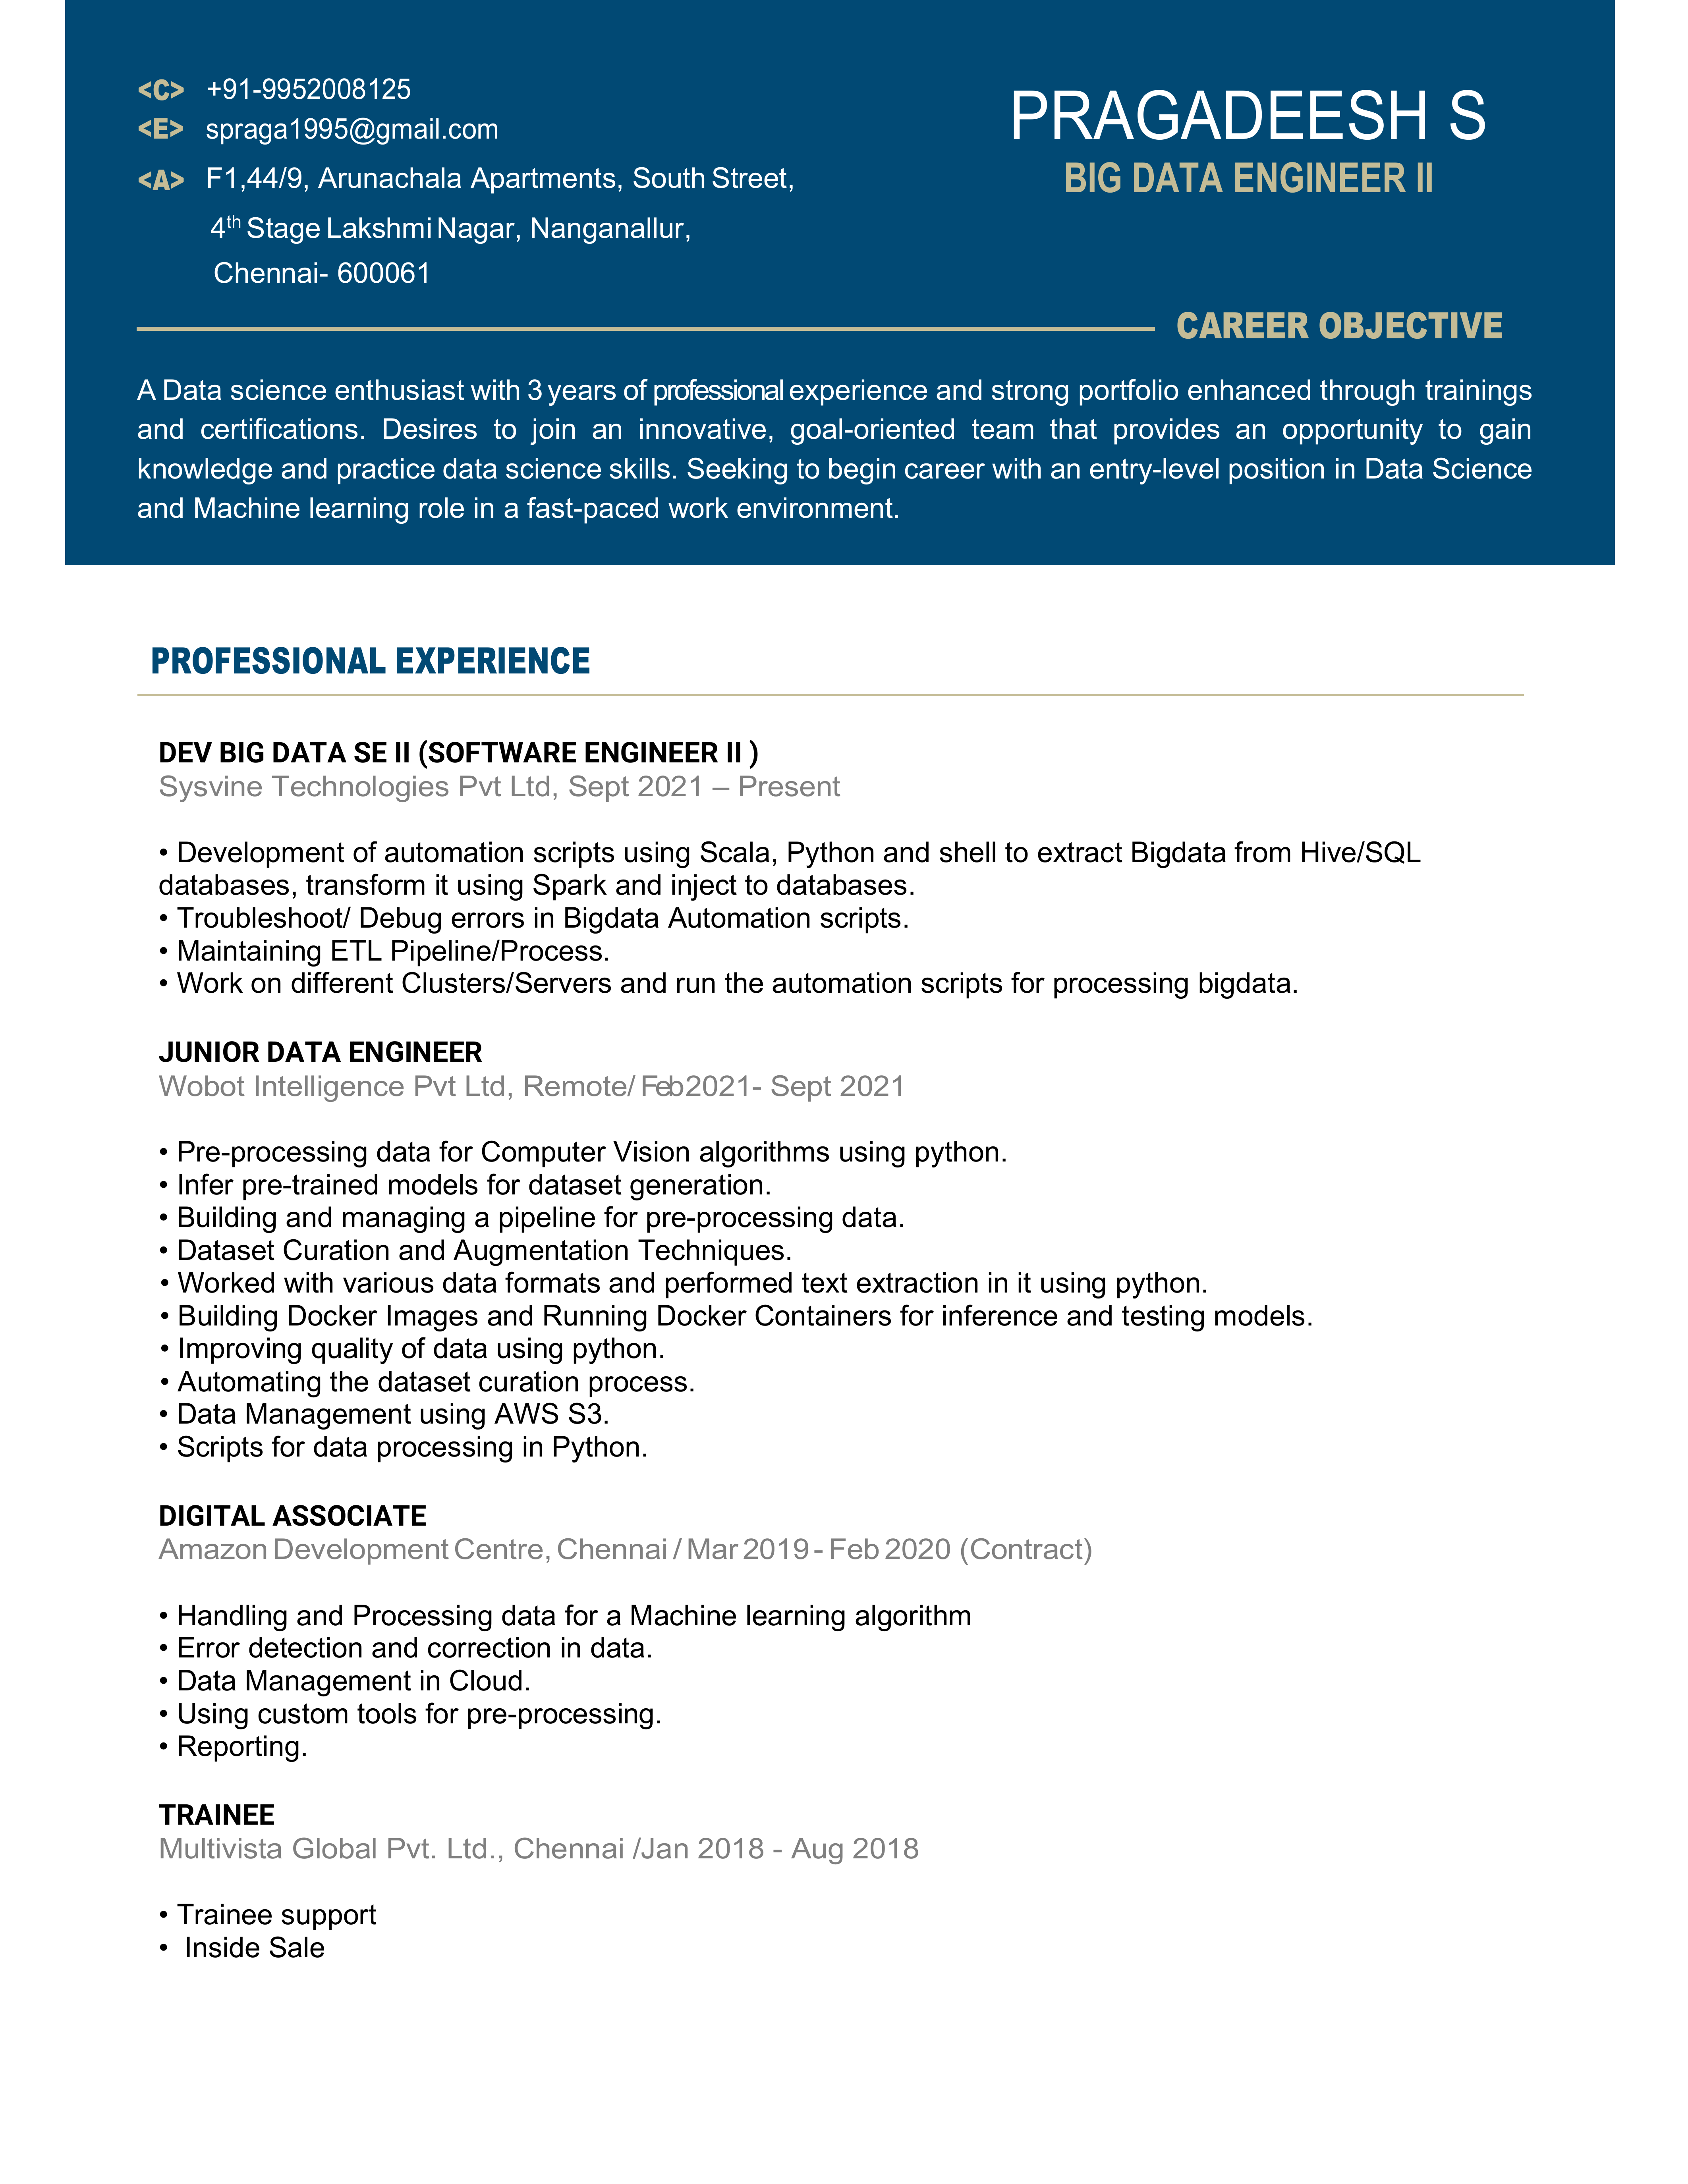 <C> +91-9952008125
<E> spraga1995@gmail.com
<A> F1,44/9, Arunachala Apartments, South Street,
4th Stage Lakshmi Nagar, Nanganallur,
Chennai- 600061
PRAGADEESH S
BIG DATA ENGINEER II
CAREER OBJECTIVE
A Data science enthusiast with 3 years of professional experience and strong portfolio enhanced through trainings
and certifications. Desires to join an innovative, goal-oriented team that provides an opportunity to gain
knowledge and practice data science skills. Seeking to begin career with an entry-level position in Data Science
and Machine learning role in a fast-paced work environment.
PROFESSIONAL EXPERIENCE
DEV BIG DATA SE II (SOFTWARE ENGINEER II )
Sysvine Technologies Pvt Ltd, Sept 2021 – Present
• Development of automation scripts using Scala, Python and shell to extract Bigdata from Hive/SQL
databases, transform it using Spark and inject to databases.
• Troubleshoot/ Debug errors in Bigdata Automation scripts.
• Maintaining ETL Pipeline/Process.
• Work on different Clusters/Servers and run the automation scripts for processing bigdata.
JUNIOR DATA ENGINEER
Wobot Intelligence Pvt Ltd, Remote/ Feb2021- Sept 2021
• Pre-processing data for Computer Vision algorithms using python.
• Infer pre-trained models for dataset generation.
• Building and managing a pipeline for pre-processing data.
• Dataset Curation and Augmentation Techniques.
• Worked with various data formats and performed text extraction in it using python.
• Building Docker Images and Running Docker Containers for inference and testing models.
• Improving quality of data using python.
• Automating the dataset curation process.
• Data Management using AWS S3.
• Scripts for data processing in Python.
DIGITAL ASSOCIATE
Amazon Development Centre, Chennai / Mar 2019 - Feb 2020 (Contract)
• Handling and Processing data for a Machine learning algorithm
• Error detection and correction in data.
• Data Management in Cloud.
• Using custom tools for pre-processing.
• Reporting.
TRAINEE
Multivista Global Pvt. Ltd., Chennai /Jan 2018 - Aug 2018
• Trainee support
• Inside Sale